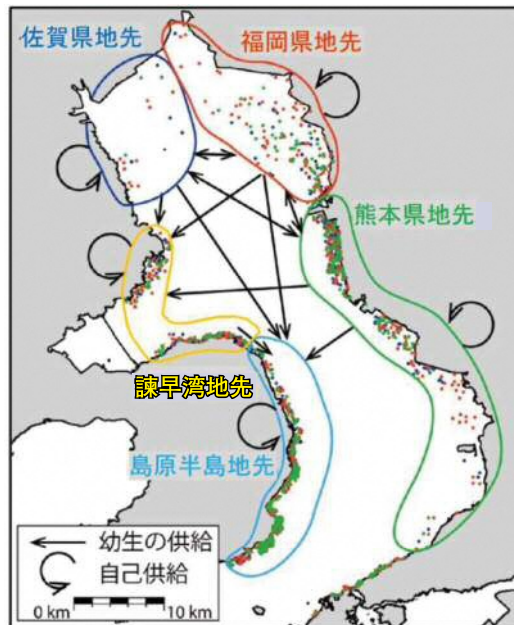 佐賀県地先
福岡県地先
熊本県地先
諫早湾地先
島原半島地先
幼生の供給
自己供給
0 km 10 km